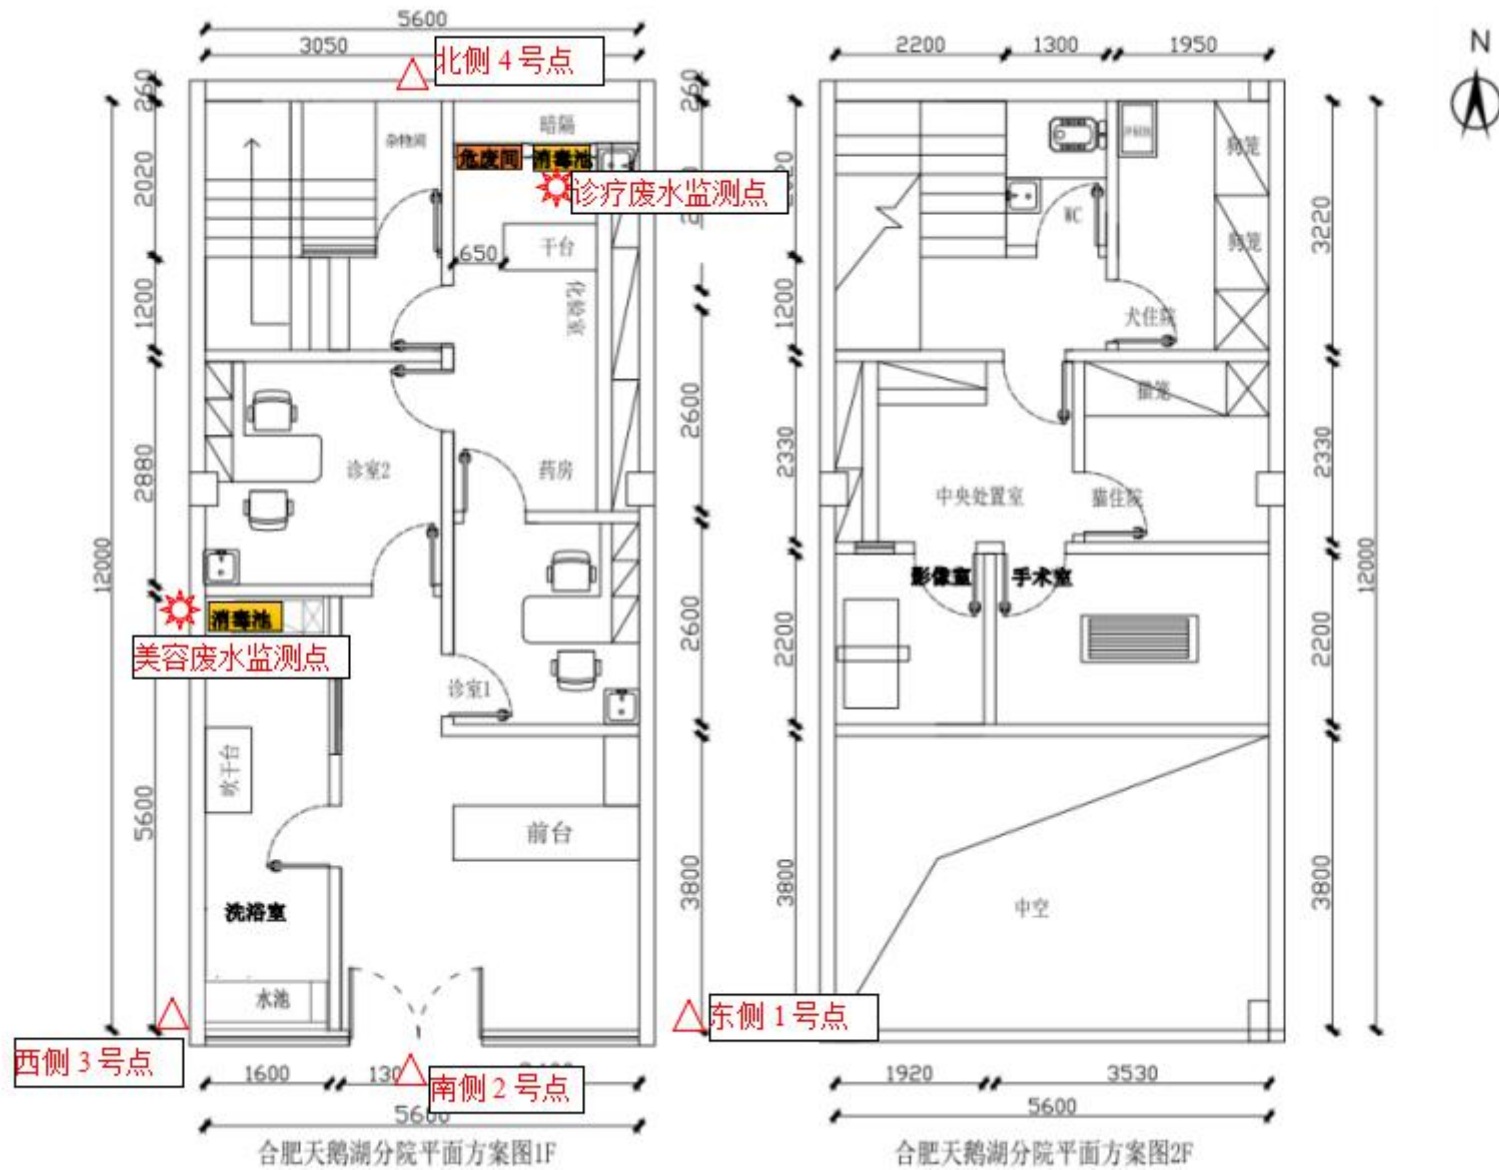 5600
3050
北侧 4 号点
2200
1300
1950
N
260
260
杂物间
暗隔
危废间
消毒池
诊疗废水监测点
2020
干台
650
化验室
1200
WC
狗笼
狗笼
3220
1200
犬住院
诊室2
药房
2880
2600
猫笼
2330
2330
中央处置室
猫住院
12000
12000
消毒池
美容废水监测点
影像室
手术室
2600
2200
2200
诊室1
吹干台
前台
5600
3800
3800
3800
洗浴室
中空
水池
西侧 3 号点
南侧 2 号点
东侧 1 号点
1600
5600
1920
3530
5600
合肥天鹅湖分院平面方案图1F
合肥天鹅湖分院平面方案图2F